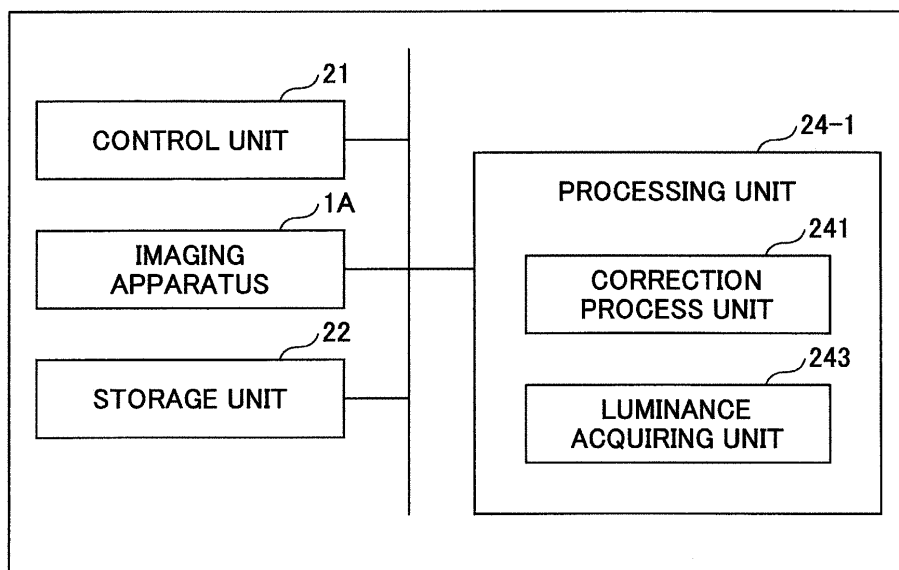 21
CONTROL UNIT
1A
IMAGING
APPARATUS
22
STORAGE UNIT
24-1
PROCESSING UNIT
241
CORRECTION
PROCESS UNIT
243
LUMINANCE
ACQUIRING UNIT